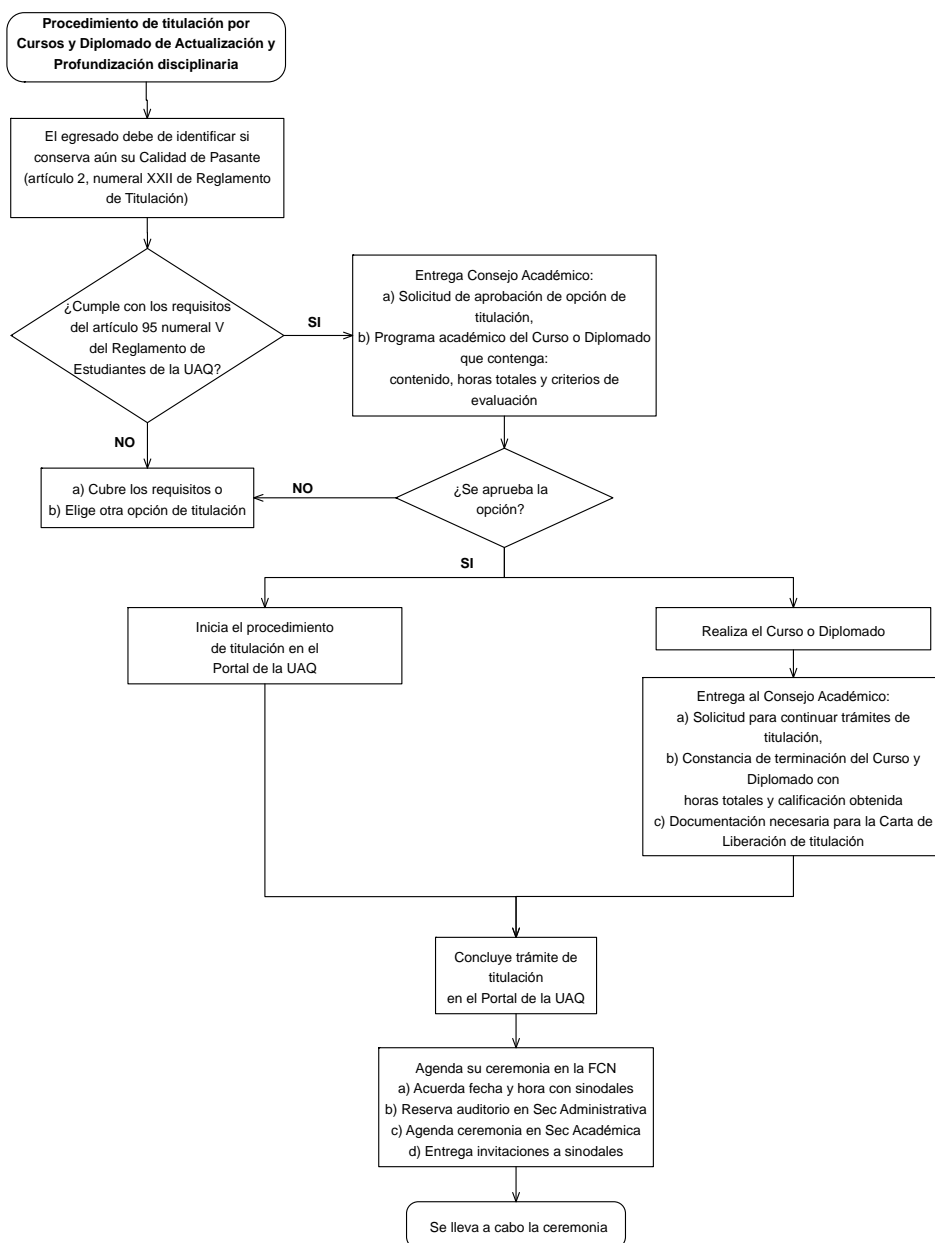 Procedimiento de titulación por
Cursos y Diplomado de Actualización y
Profundización disciplinaria
El egresado debe de identificar si
conserva aún su Calidad de Pasante
(artículo 2, numeral XXII de Reglamento
de Titulación)
¿Cumple con los requisitos
del artículo 95 numeral V
del Reglamento de
Estudiantes de la UAQ?
SI
Entrega Consejo Académico:
a) Solicitud de aprobación de opción de
titulación,
b) Programa académico del Curso o Diplomado
que contenga:
contenido, horas totales y criterios de
evaluación
NO
a) Cubre los requisitos o
b) Elige otra opción de titulación
NO
¿Se aprueba la
opción?
SI
Inicia el procedimiento
de titulación en el
Portal de la UAQ
Realiza el Curso o Diplomado
Entrega al Consejo Académico:
a) Solicitud para continuar trámites de
titulación,
b) Constancia de terminación del Curso y
Diplomado con
horas totales y calificación obtenida
c) Documentación necesaria para la Carta de
Liberación de titulación
Concluye trámite de
titulación
en el Portal de la UAQ
Agenda su ceremonia en la FCN
a) Acuerda fecha y hora con sinodales
b) Reserva auditorio en Sec Administrativa
c) Agenda ceremonia en Sec Académica
d) Entrega invitaciones a sinodales
Se lleva a cabo la ceremonia